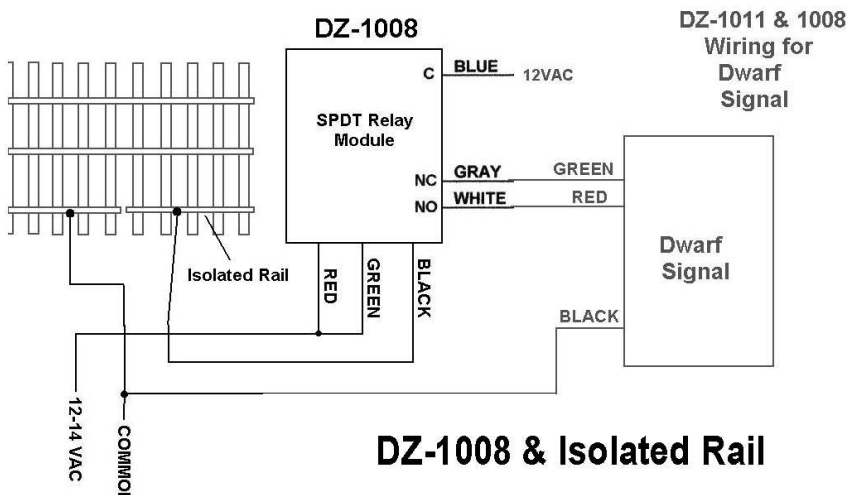 DZ-1008
DZ-1011 & 1008
Wiring for
Dwarf
Signal
C BLUE 12VAC
SPDT Relay
Module
NC GRAY GREEN
NO WHITE RED
Isolated Rail
RED
GREEN
BLACK
Dwarf
Signal
BLACK
12-14 VAC
COMMON
DZ-1008 & Isolated Rail